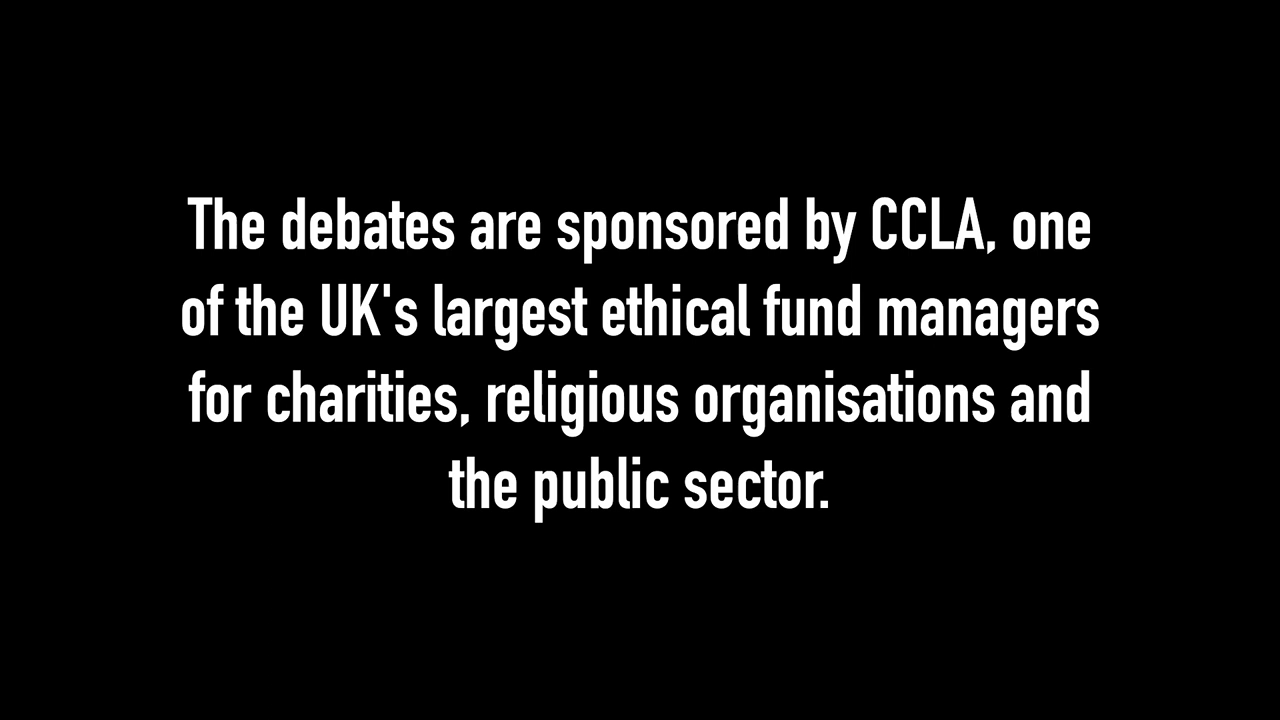 The debates are sponsored by CCLA, one
of the UK's largest ethical fund managers
for charities, religious organisations and
the public sector.